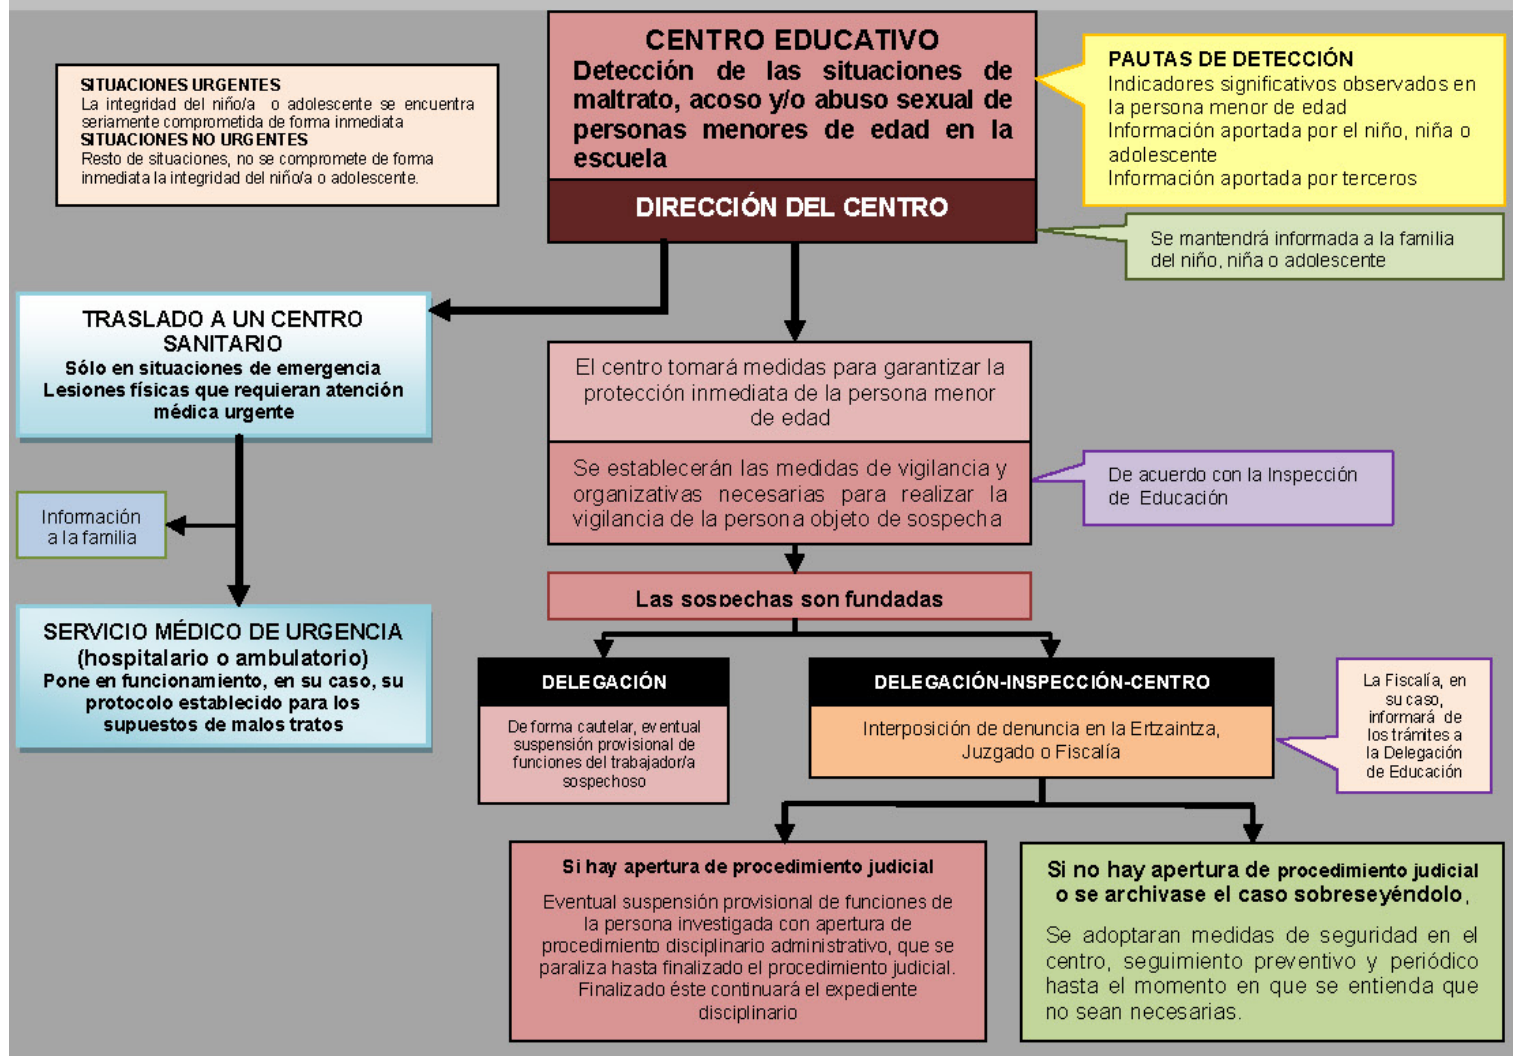 CENTRO EDUCATIVO
Detección de las situaciones de
maltrato, acoso y/o abuso sexual de
personas menores de edad en la
escuela
DIRECCIÓN DEL CENTRO
SITUACIONES URGENTES
La integridad del niño/a o adolescente se encuentra
seriamente comprometida de forma inmediata
SITUACIONES NO URGENTES
Resto de situaciones, no se compromete de forma
inmediata la integridad del niño/a o adolescente.
PAUTAS DE DETECCIÓN
Indicadores significativos observados en
la persona menor de edad
Información aportada por el niño, niña o
adolescente
Información aportada por terceros
Se mantendrá informada a la familia
del niño, niña o adolescente
TRASLADO A UN CENTRO
SANITARIO
Sólo en situaciones de emergencia
Lesiones físicas que requieran atención
médica urgente
El centro tomará medidas para garantizar la
protección inmediata de la persona menor
de edad
Se establecerán las medidas de vigilancia y
organizativas necesarias para realizar la
vigilancia de la persona objeto de sospecha
De acuerdo con la Inspección
de Educación
Información
a la familia
Las sospechas son fundadas
SERVICIO MÉDICO DE URGENCIA
(hospitalario o ambulatorio)
Pone en funcionamiento, en su caso, su
protocolo establecido para los
supuestos de malos tratos
DELEGACIÓN
De forma cautelar, eventual
suspensión provisional de
funciones del trabajador/a
sospechoso
DELEGACIÓN-INSPECCIÓN-CENTRO
Interposición de denuncia en la Ertzaintza,
Juzgado o Fiscalía
La Fiscalía, en
su caso,
informará de
los trámites a
la Delegación
de Educación
Si hay apertura de procedimiento judicial
Eventual suspensión provisional de funciones de
la persona investigada con apertura de
procedimiento disciplinario administrativo, que se
paraliza hasta finalizado el procedimiento judicial.
Finalizado éste continuará el expediente
disciplinario
Si no hay apertura de procedimiento judicial
o se archivase el caso sobreseyéndolo,
Se adoptaran medidas de seguridad en el
centro, seguimiento preventivo y periódico
hasta el momento en que se entienda que
no sean necesarias.